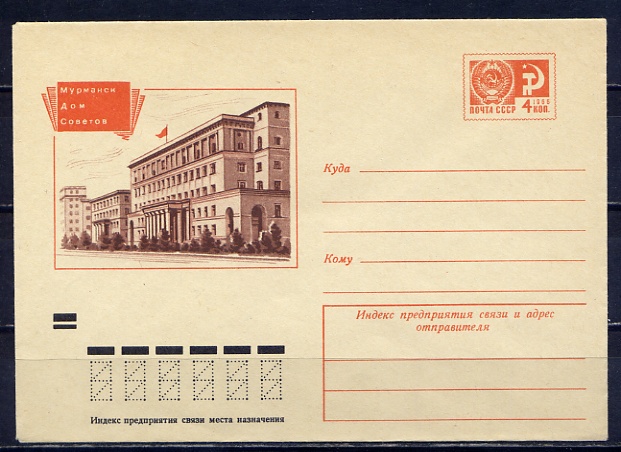 Мурманск
Дом
Советов
ПОЧТА СССР
1966
4 КОП.
Куда
Кому
Индекс предприятия связи и адрес
отправителя
Индекс предприятия связи места назначения